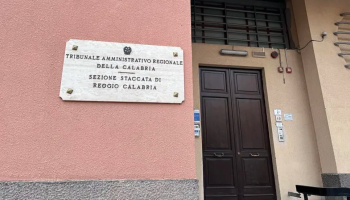 TRIBUNALE AMMINISTRATIVO REGIONALE
DELLA CALABRIA
SEZIONE STACCATA DI
REGGIO CALABRIA